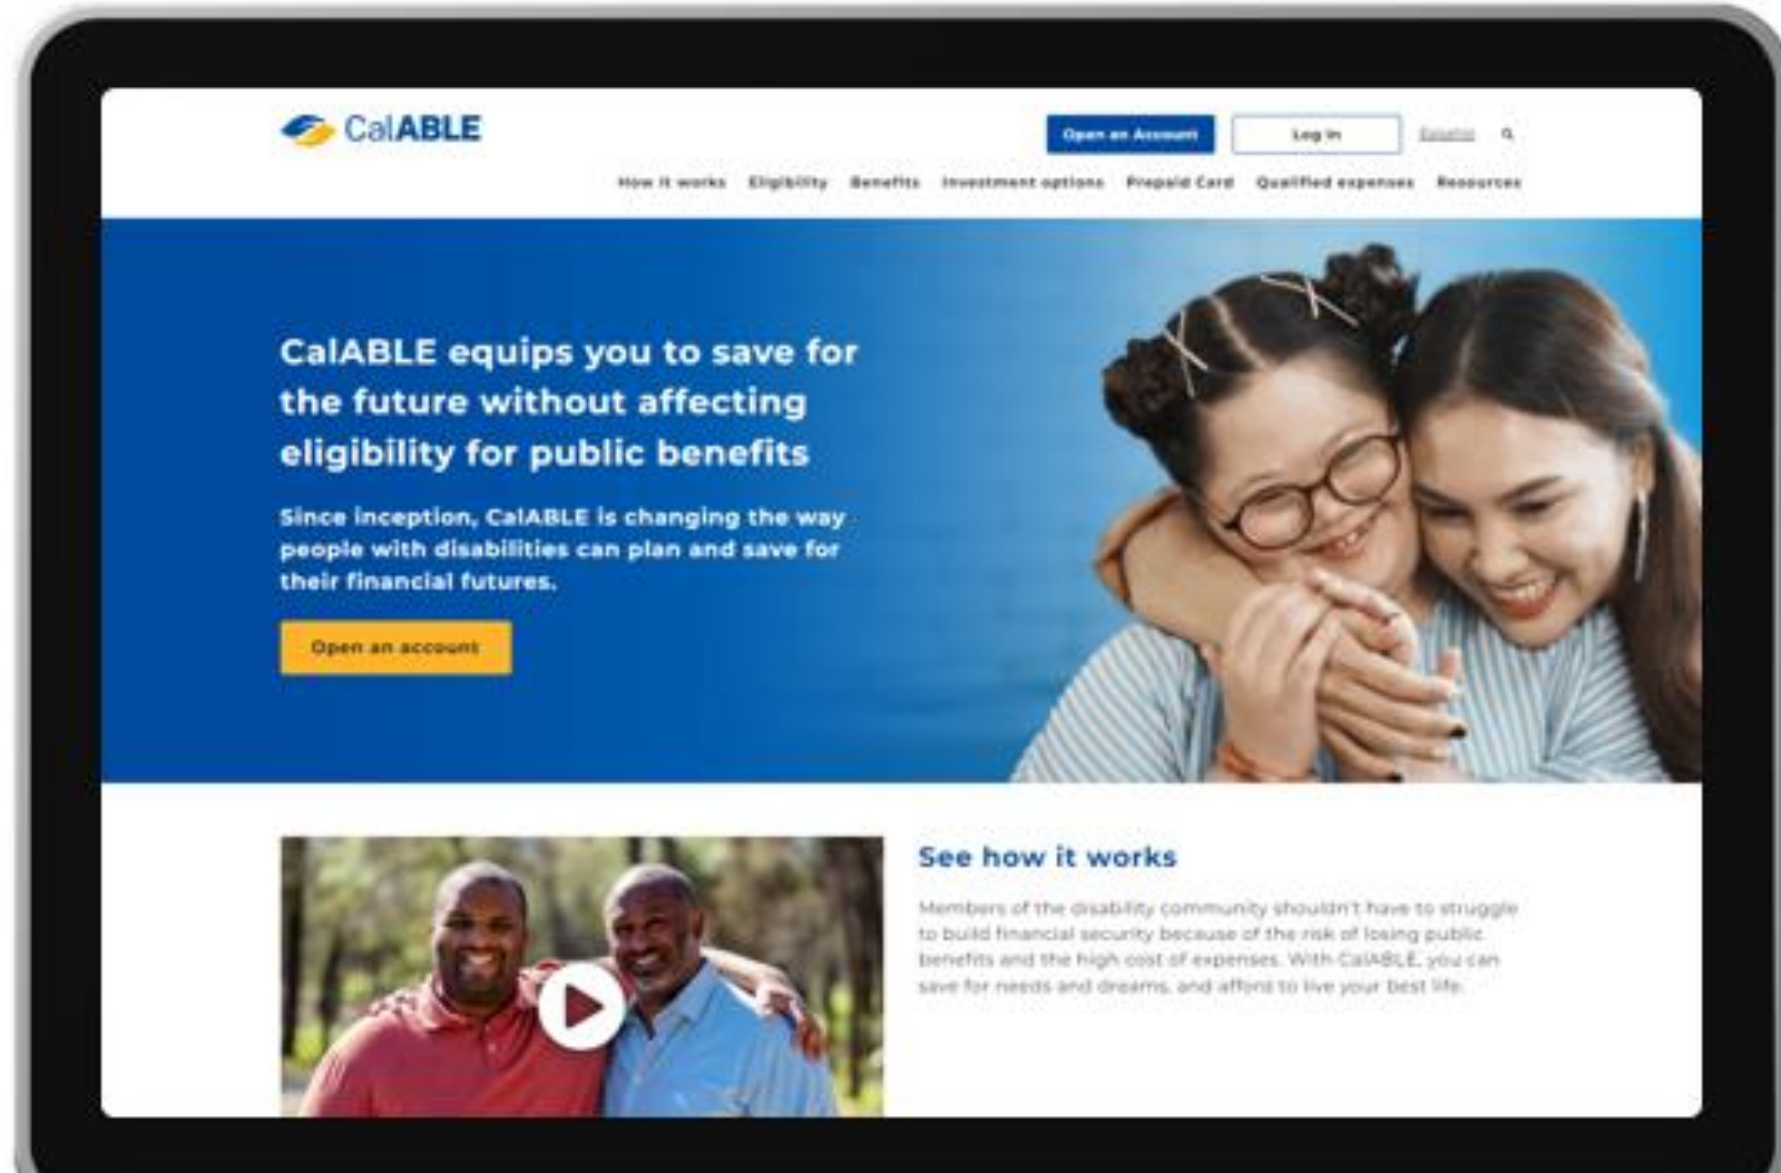 CalABLE
Open an Account
Log in
Español
How it works Eligibility Benefits Investment options Prepaid Card Qualified expenses Resources
CalABLE equips you to save for
the future without affecting
eligibility for public benefits
Since inception, CalABLE is changing the way
people with disabilities can plan and save for
their financial futures.
Open an account
See how it works
Members of the disability community shouldn't have to struggle
to build financial security because of the risk of losing public
benefits and the high cost of expenses. With CalABLE, you can
save for needs and dreams, and afford to live your best life.